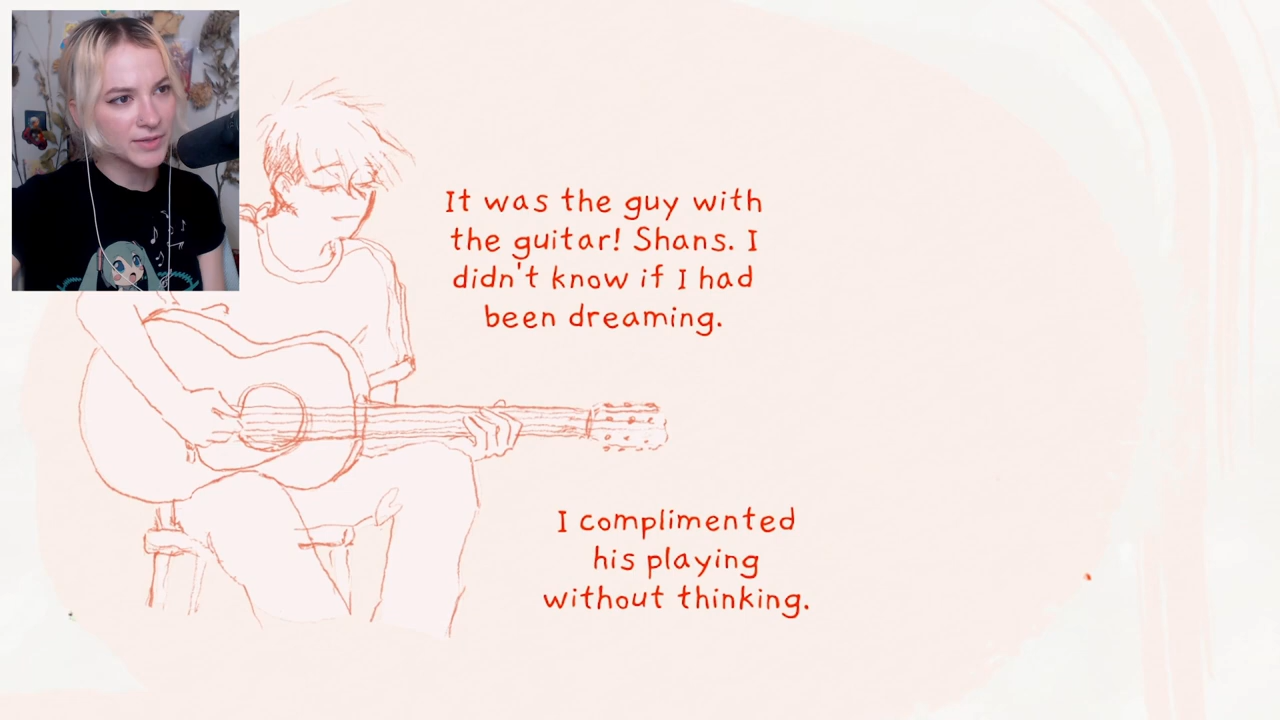 It was the guy with
the guitar! Shans. I
didn't know if I had
been dreaming.
I complimented
his playing
without thinking.